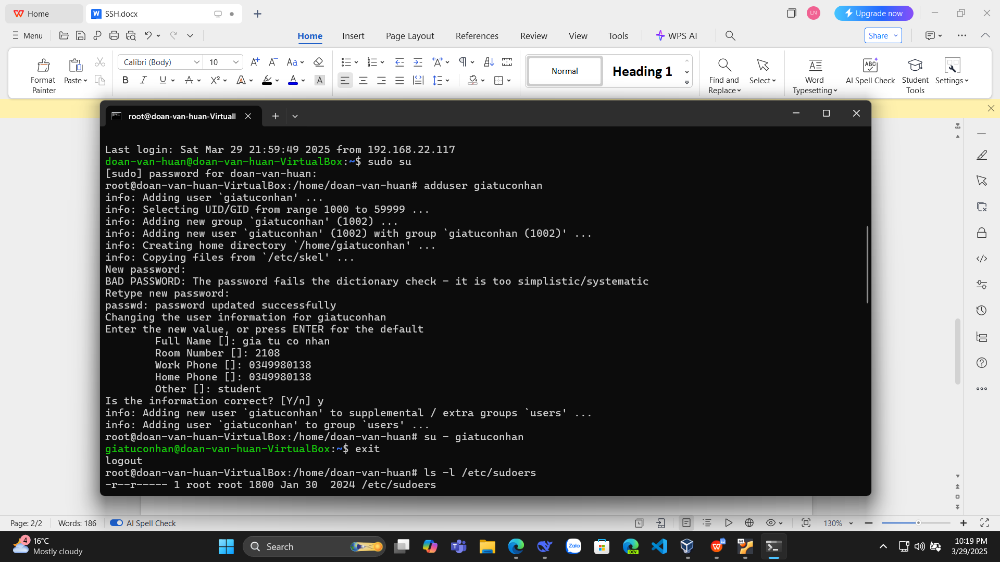 Home
SSH.docx
LN
Upgrade now
Menu
Home
Insert
Page Layout
References
Review
View
Tools
WPS AI
Share
Format
Painter
Paste
Calibri (Body)
10
Normal
Heading 1
Find and
Replace
Select
Word
Typesetting
AI Spell Check
Student
Tools
Settings
root@doan-van-huan-Virtuall
Last login: Sat Mar 29 21:59:49 2025 from 192.168.22.117
doan-van-huan@doan-van-huan-VirtualBox:~$ sudo su
[sudo] password for doan-van-huan:
root@doan-van-huan-VirtualBox:/home/doan-van-huan# adduser giatuconhan
info: Adding user `giatuconhan' ...
info: Selecting UID/GID from range 1000 to 59999 ...
info: Adding new group `giatuconhan' (1002) ...
info: Adding new user `giatuconhan' (1002) with group `giatuconhan (1002)' ...
info: Creating home directory `/home/giatuconhan' ...
info: Copying files from `/etc/skel' ...
New password:
BAD PASSWORD: The password fails the dictionary check - it is too simplistic/systematic
Retype new password:
passwd: password updated successfully
Changing the user information for giatuconhan
Enter the new value, or press ENTER for the default
Full Name []: gia tu co nhan
Room Number []: 2108
Work Phone []: 0349980138
Home Phone []: 0349980138
Other []: student
Is the information correct? [Y/n] y
info: Adding new user `giatuconhan' to supplemental / extra groups `users' ...
info: Adding user `giatuconhan' to group `users' ...
root@doan-van-huan-VirtualBox:/home/doan-van-huan# su - giatuconhan
giatuconhan@doan-van-huan-VirtualBox:~$ exit
logout
root@doan-van-huan-VirtualBox:/home/doan-van-huan# ls -l /etc/sudoers
-r--r----- 1 root root 1800 Jan 30  2024 /etc/sudoers
Page: 2/2
Words: 186
AI Spell Check
130%
4
16°C
Mostly cloudy
Search
Zalo
DEV
64
10:19 PM
3/29/2025